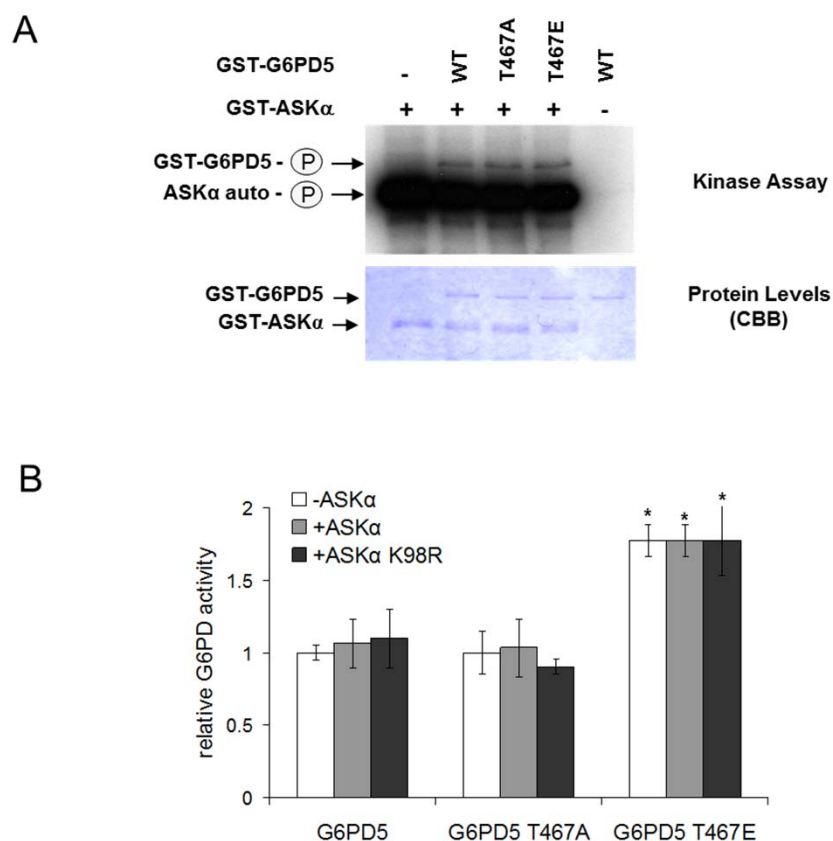 A
GST-G6PD5 - WT T467A T467E WT
GST-ASKα + + + + -
GST-G6PD5 - P
ASKα auto - P
Kinase Assay
GST-G6PD5
GST-ASKα
Protein Levels
(CBB)
B
-ASKα
+ASKα
+ASKα K98R
relative G6PD activity
2
1.5
1
0.5
0
* * *
G6PD5 G6PD5 T467A G6PD5 T467E